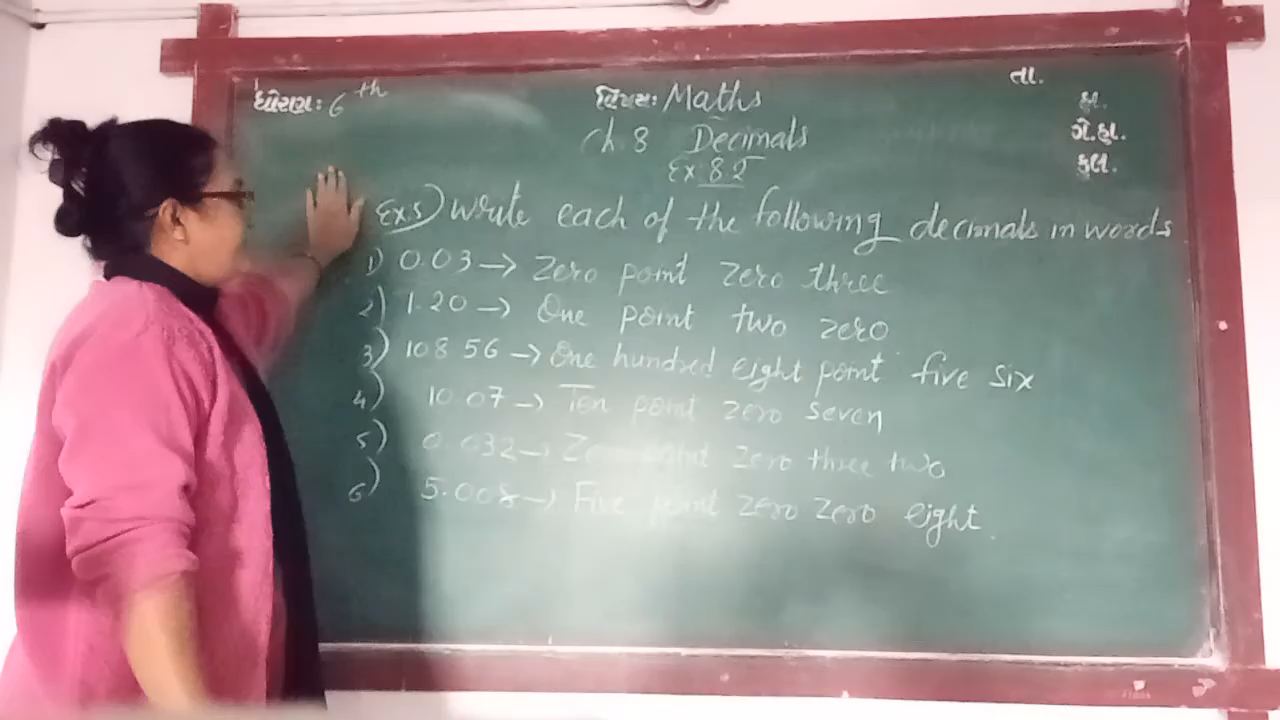 ધોરણ: 6th
વિષય: Maths
તા.
હા.
ગે.હા.
કુલ.
Ch. 8 Decimals
Ex 8.2
Ex.5) Write each of the following decimals in words
1) 0.03 → Zero point zero three
2) 1.20 → One point two zero
3) 108.56 → One hundred eight point five six
4) 10.07 → Ten point zero seven
5) 0.032 → Zero point zero three two
6) 5.008 → Five point zero zero eight.